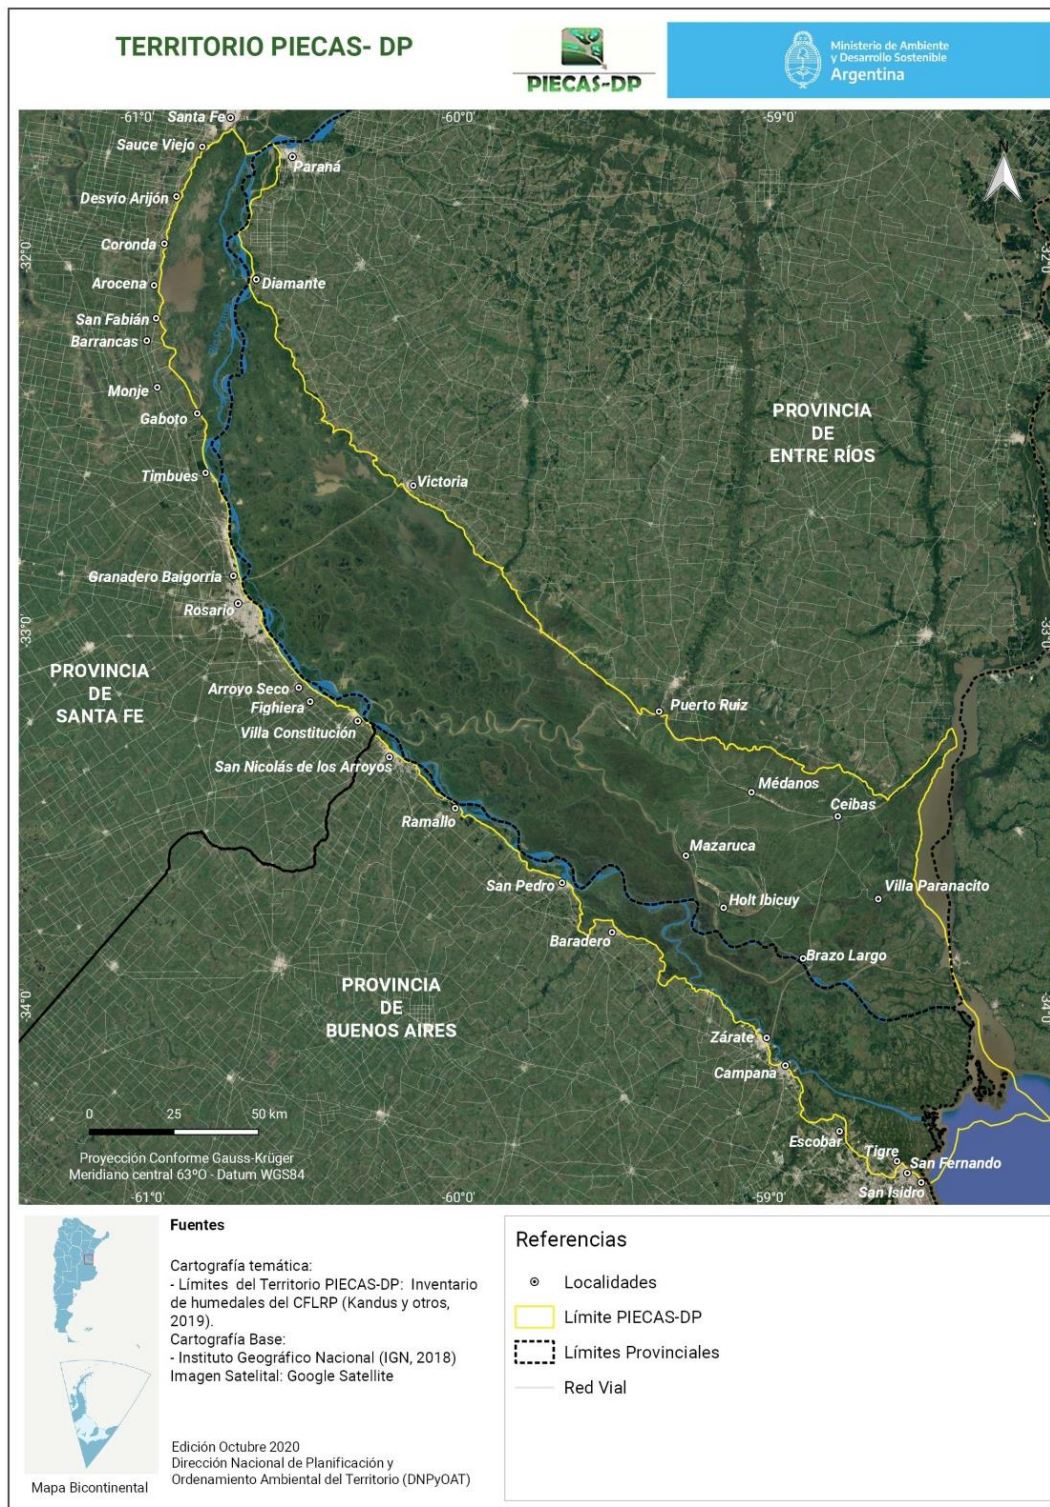 TERRITORIO PIECAS- DP
PIECAS-DP
Ministerio de Ambiente
y Desarrollo Sostenible
Argentina
-61°0'
-60°0'
-59°0'
N
Santa Fe
Sauce Viejo
Paraná
Desvío Arijón
Coronda
-32°0'
-32°0'
Arocena
Diamante
San Fabián
Barrancas
Monje
Gaboto
PROVINCIA
DE
ENTRE RÍOS
Timbues
Victoria
Granadero Baigorria
Rosario
-33°0'
-33°0'
PROVINCIA
DE
SANTA FE
Arroyo Seco
Fighiera
Villa Constitución
Puerto Ruiz
San Nicolás de los Arroyos
Médanos
Ramallo
Ceibas
Mazaruca
San Pedro
Holt Ibicuy
Villa Paranacito
Baradero
Brazo Largo
PROVINCIA
DE
BUENOS AIRES
-34°0'
-34°0'
Zárate
Campana
0 25 50 km
Escobar
Tigre
San Fernando
San Isidro
Proyección Conforme Gauss-Krüger
Meridiano central 63ºO - Datum WGS84
-61°0'
-60°0'
-59°0'
Fuentes
Cartografía temática:
- Límites del Territorio PIECAS-DP: Inventario
de humedales del CFLRP (Kandus y otros,
2019).
Cartografía Base:
- Instituto Geográfico Nacional (IGN, 2018)
Imagen Satelital: Google Satellite
Edición Octubre 2020
Dirección Nacional de Planificación y
Ordenamiento Ambiental del Territorio (DNPyOAT)
Mapa Bicontinental
Referencias
Localidades
Límite PIECAS-DP
Límites Provinciales
Red Vial